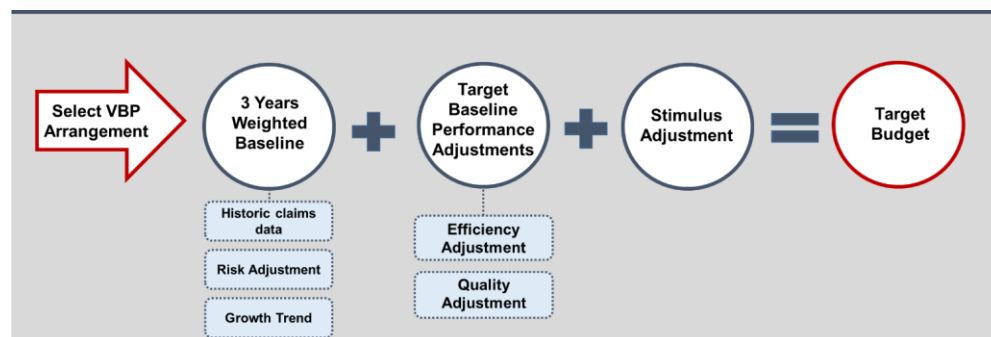 Select VBP
Arrangement
3 Years
Weighted
Baseline
Target
Baseline
Performance
Adjustments
Stimulus
Adjustment
Target
Budget
Historic claims
data
Risk Adjustment
Growth Trend
Efficiency
Adjustment
Quality
Adjustment